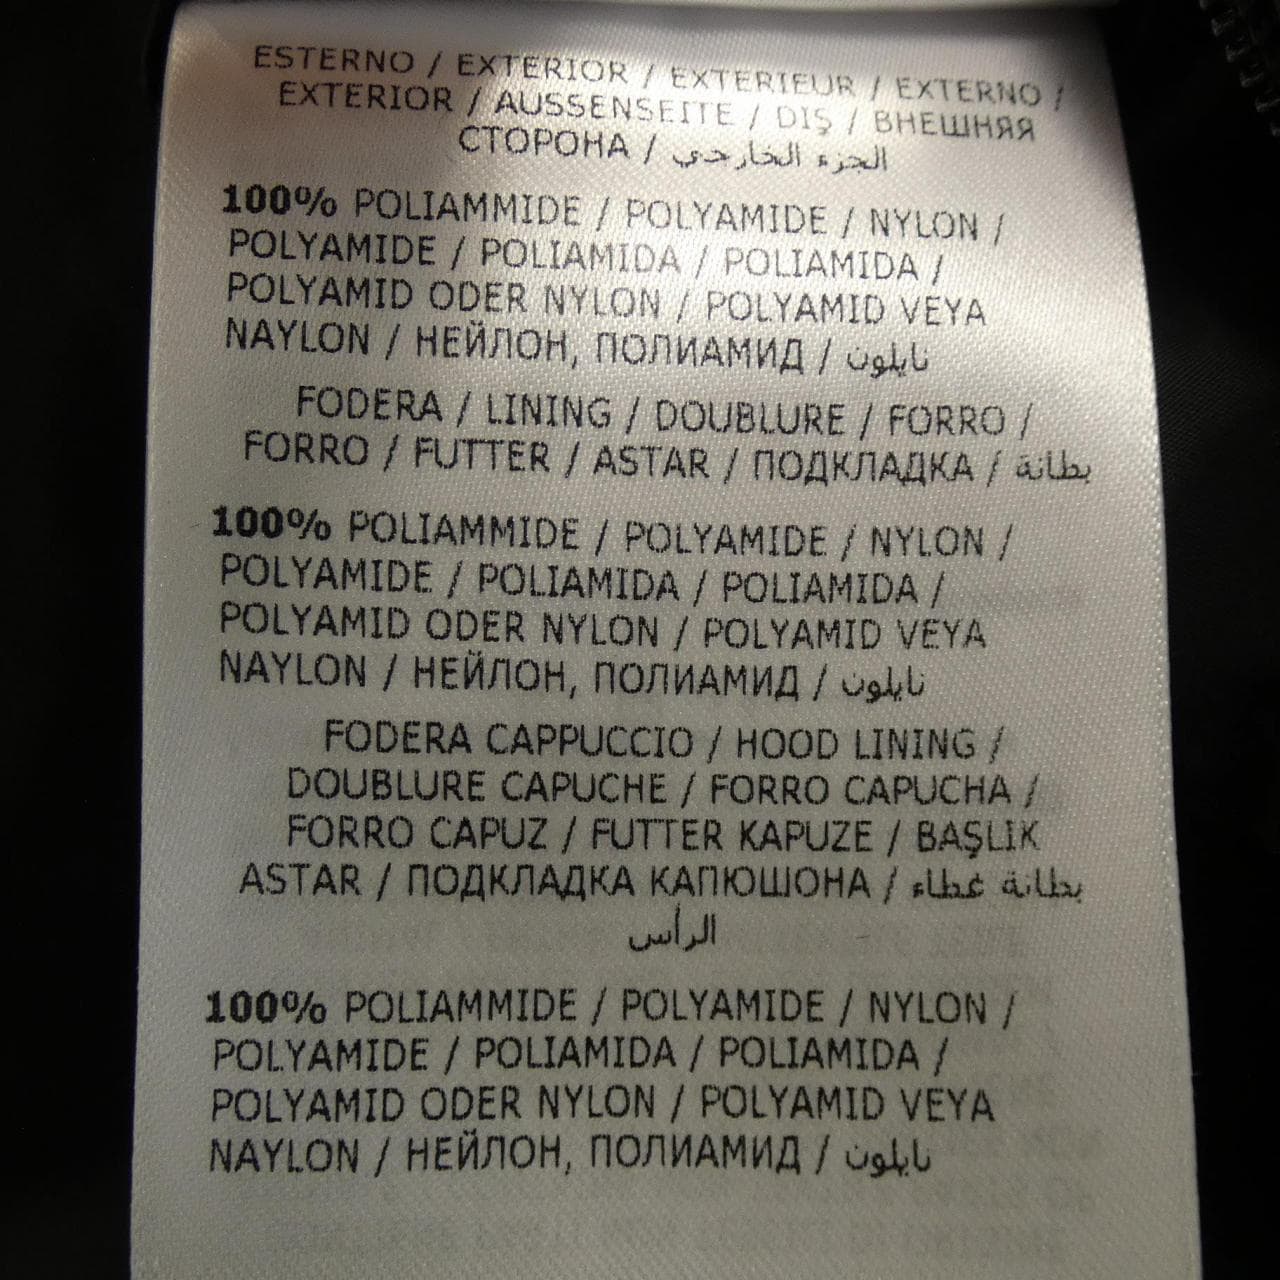 ESTERNO / EXTERIOR / EXTERIEUR / EXTERNO /
EXTERIOR / AUSSENSEITE / DIŞ / ВНЕШНЯЯ
СТОРОНА / الجزء الخارجي
100% POLIAMMIDE / POLYAMIDE / NYLON /
POLYAMIDE / POLIAMIDA / POLIAMIDA /
POLYAMID ODER NYLON / POLYAMID VEYA
NAYLON / НЕЙЛОН, ПОЛИАМИД / نايلون
FODERA / LINING / DOUBLURE / FORRO /
FORRO / FUTTER / ASTAR / ПОДКЛАДКА / بطانة
100% POLIAMMIDE / POLYAMIDE / NYLON /
POLYAMIDE / POLIAMIDA / POLIAMIDA /
POLYAMID ODER NYLON / POLYAMID VEYA
NAYLON / НЕЙЛОН, ПОЛИАМИД / نايلون
FODERA CAPPUCCIO / HOOD LINING /
DOUBLURE CAPUCHE / FORRO CAPUCHA /
FORRO CAPUZ / FUTTER KAPUZE / BAŞLIK
ASTAR / ПОДКЛАДКА КАПЮШОНА / بطانة غطاء
الرأس
100% POLIAMMIDE / POLYAMIDE / NYLON /
POLYAMIDE / POLIAMIDA / POLIAMIDA /
POLYAMID ODER NYLON / POLYAMID VEYA
NAYLON / НЕЙЛОН, ПОЛИАМИД / نايلون